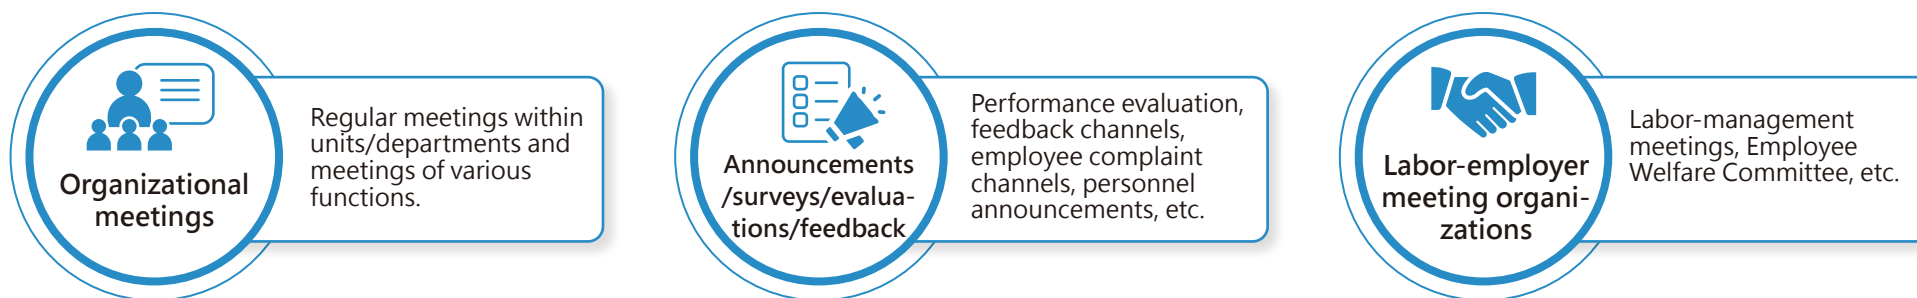 Organizational
meetings
Regular meetings within
units/departments and
meetings of various
functions.
Announcements
/surveys/evalua-
tions/feedback
Performance evaluation,
feedback channels,
employee complaint
channels, personnel
announcements, etc.
Labor-employer
meeting organi-
zations
Labor-management
meetings, Employee
Welfare Committee, etc.